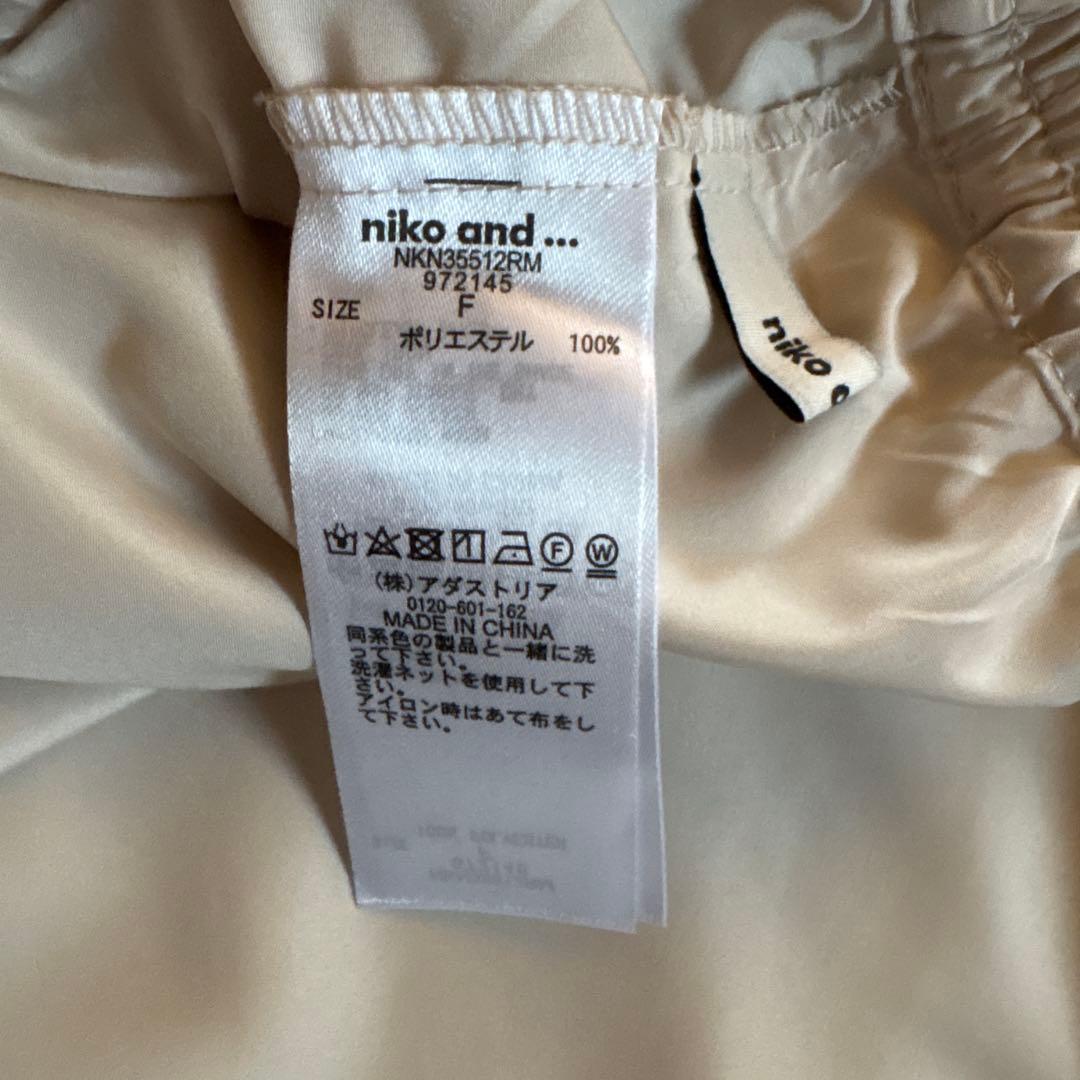 niko and ...
NKN35512RM
972145
SIZE F
ポリエステル 100%
F W
(株)アダストリア
0120-601-162
MADE IN CHINA
同系色の製品と一緒に洗
って下さい。
洗濯ネットを使用して下
さい。
アイロン時はあて布をし
て下さい。
niko